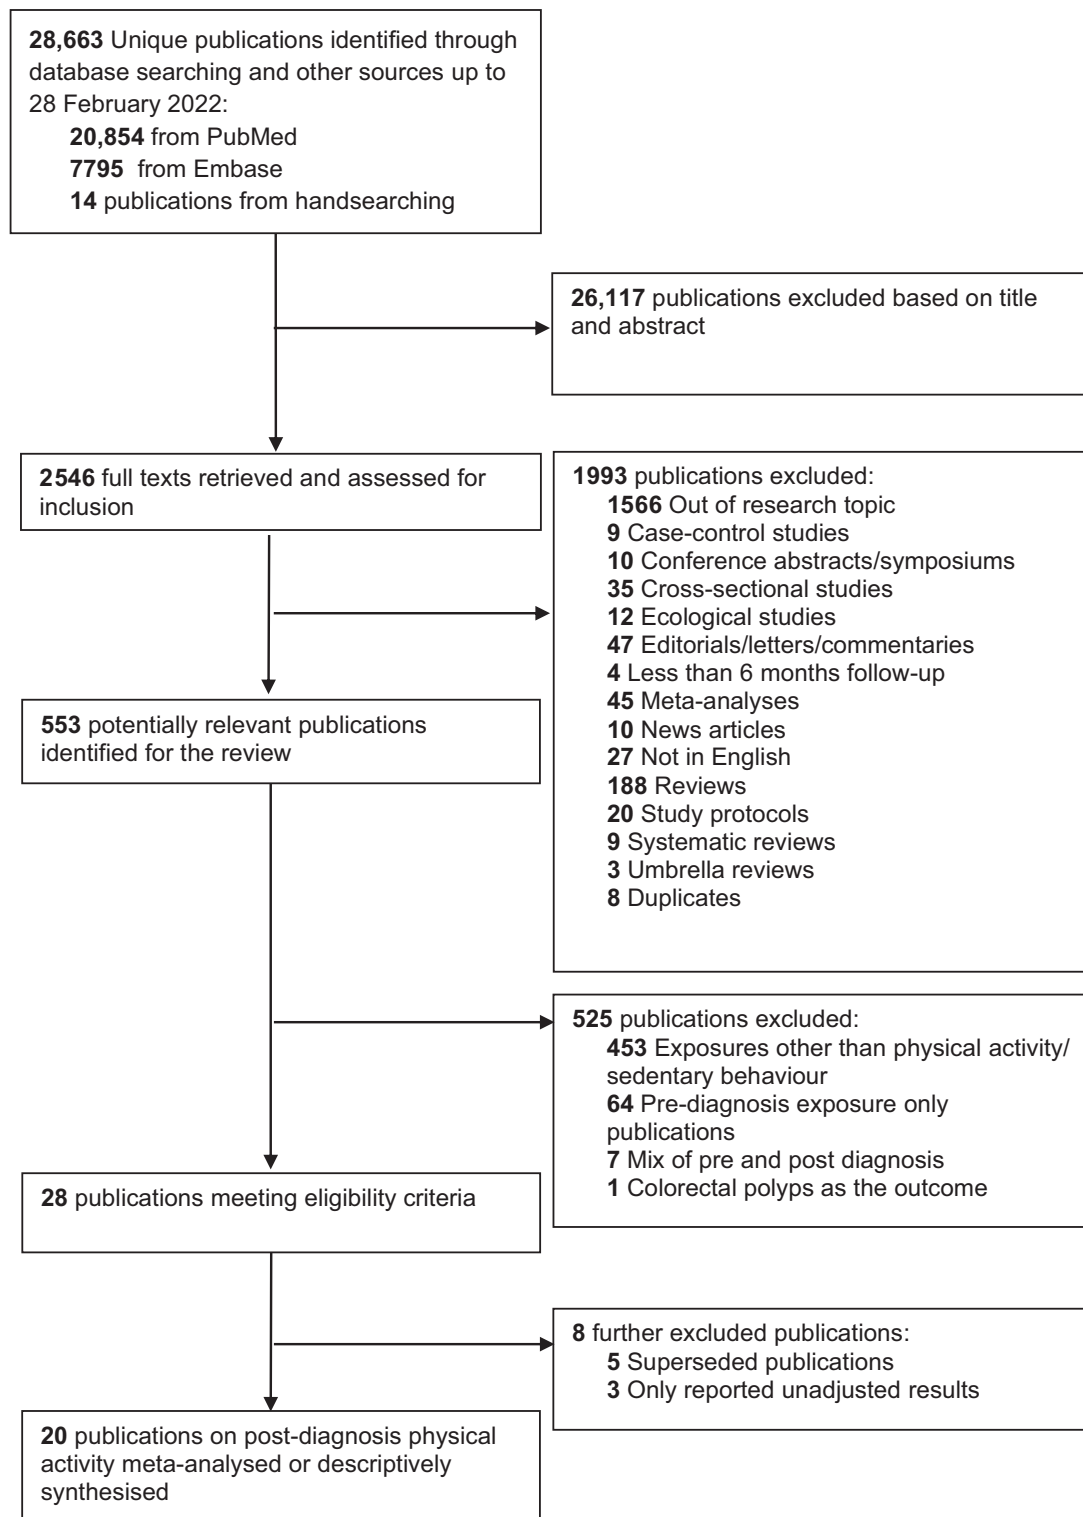 28,663 Unique publications identified through
database searching and other sources up to
28 February 2022:
20,854 from PubMed
7795 from Embase
14 publications from handsearching
26,117 publications excluded based on title
and abstract
2546 full texts retrieved and assessed for
inclusion
1993 publications excluded:
1566 Out of research topic
9 Case-control studies
10 Conference abstracts/symposiums
35 Cross-sectional studies
12 Ecological studies
47 Editorials/letters/commentaries
4 Less than 6 months follow-up
45 Meta-analyses
10 News articles
27 Not in English
188 Reviews
20 Study protocols
9 Systematic reviews
3 Umbrella reviews
8 Duplicates
553 potentially relevant publications
identified for the review
525 publications excluded:
453 Exposures other than physical activity/
sedentary behaviour
64 Pre-diagnosis exposure only
publications
7 Mix of pre and post diagnosis
1 Colorectal polyps as the outcome
28 publications meeting eligibility criteria
8 further excluded publications:
5 Superseded publications
3 Only reported unadjusted results
20 publications on post-diagnosis physical
activity meta-analysed or descriptively
synthesised